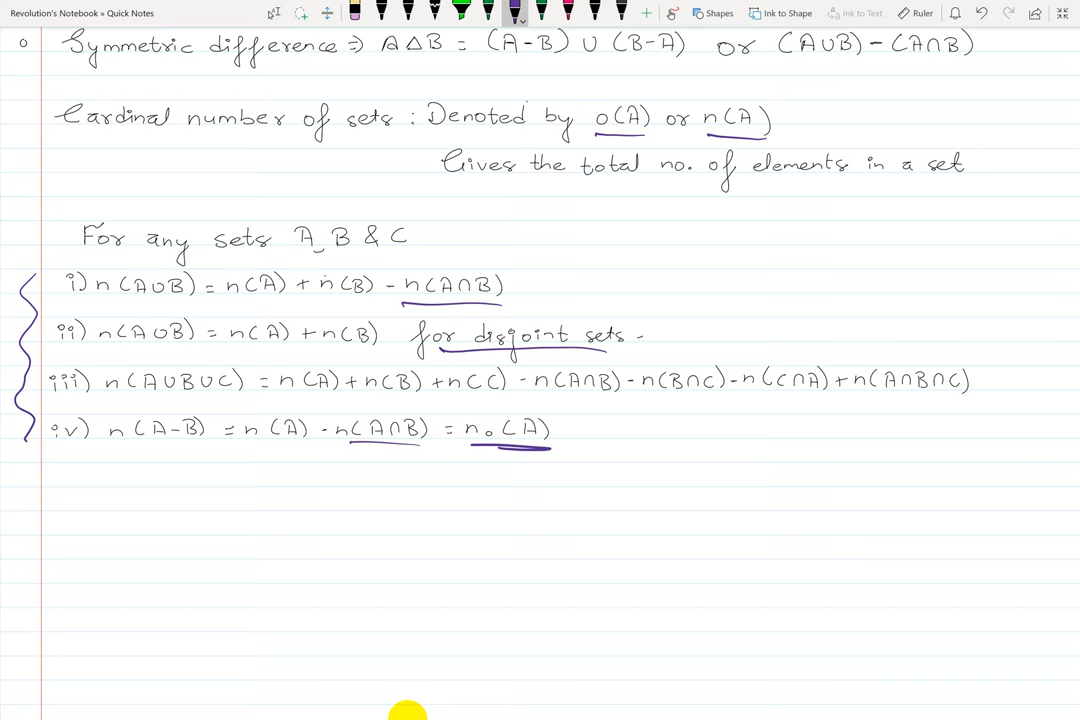 Revolution's Notebook » Quick Notes
Shapes Ink to Shape Ink to Text Ruler
Symmetric difference ⇒ A△B = (A-B) ∪ (B-A) or (A∪B) - (A∩B)
Cardinal number of sets : Denoted by o(A) or n(A)
Gives the total no. of elements in a set
For any sets A, B & C
i) n(A∪B) = n(A) + n(B) - n(A∩B)
ii) n(A∪B) = n(A) + n(B) for disjoint sets -
iii) n(A∪B∪C) = n(A) + n(B) + n(C) - n(A∩B) - n(B∩C) - n(C∩A) + n(A∩B∩C)
iv) n(A-B) = n(A) - n(A∩B) = n₀(A)